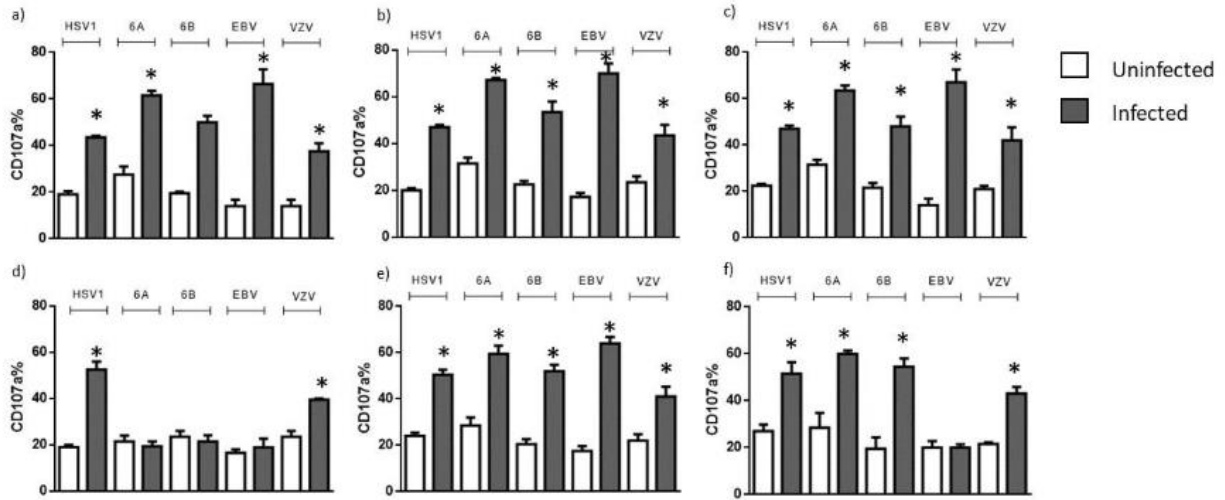 a)
HSV1 6A 6B EBV VZV
80
60
40
20
0
CD107a%
* * * *
b)
HSV1 6A 6B EBV VZV
80
60
40
20
0
CD107a%
* * * * *
c)
HSV1 6A 6B EBV VZV
80
60
40
20
0
CD107a%
* * * * *
Uninfected
Infected
d)
HSV1 6A 6B EBV VZV
80
60
40
20
0
CD107a%
* *
e)
HSV1 6A 6B EBV VZV
80
60
40
20
0
CD107a%
* * * * *
f)
HSV1 6A 6B EBV VZV
80
60
40
20
0
CD107a%
* * * *